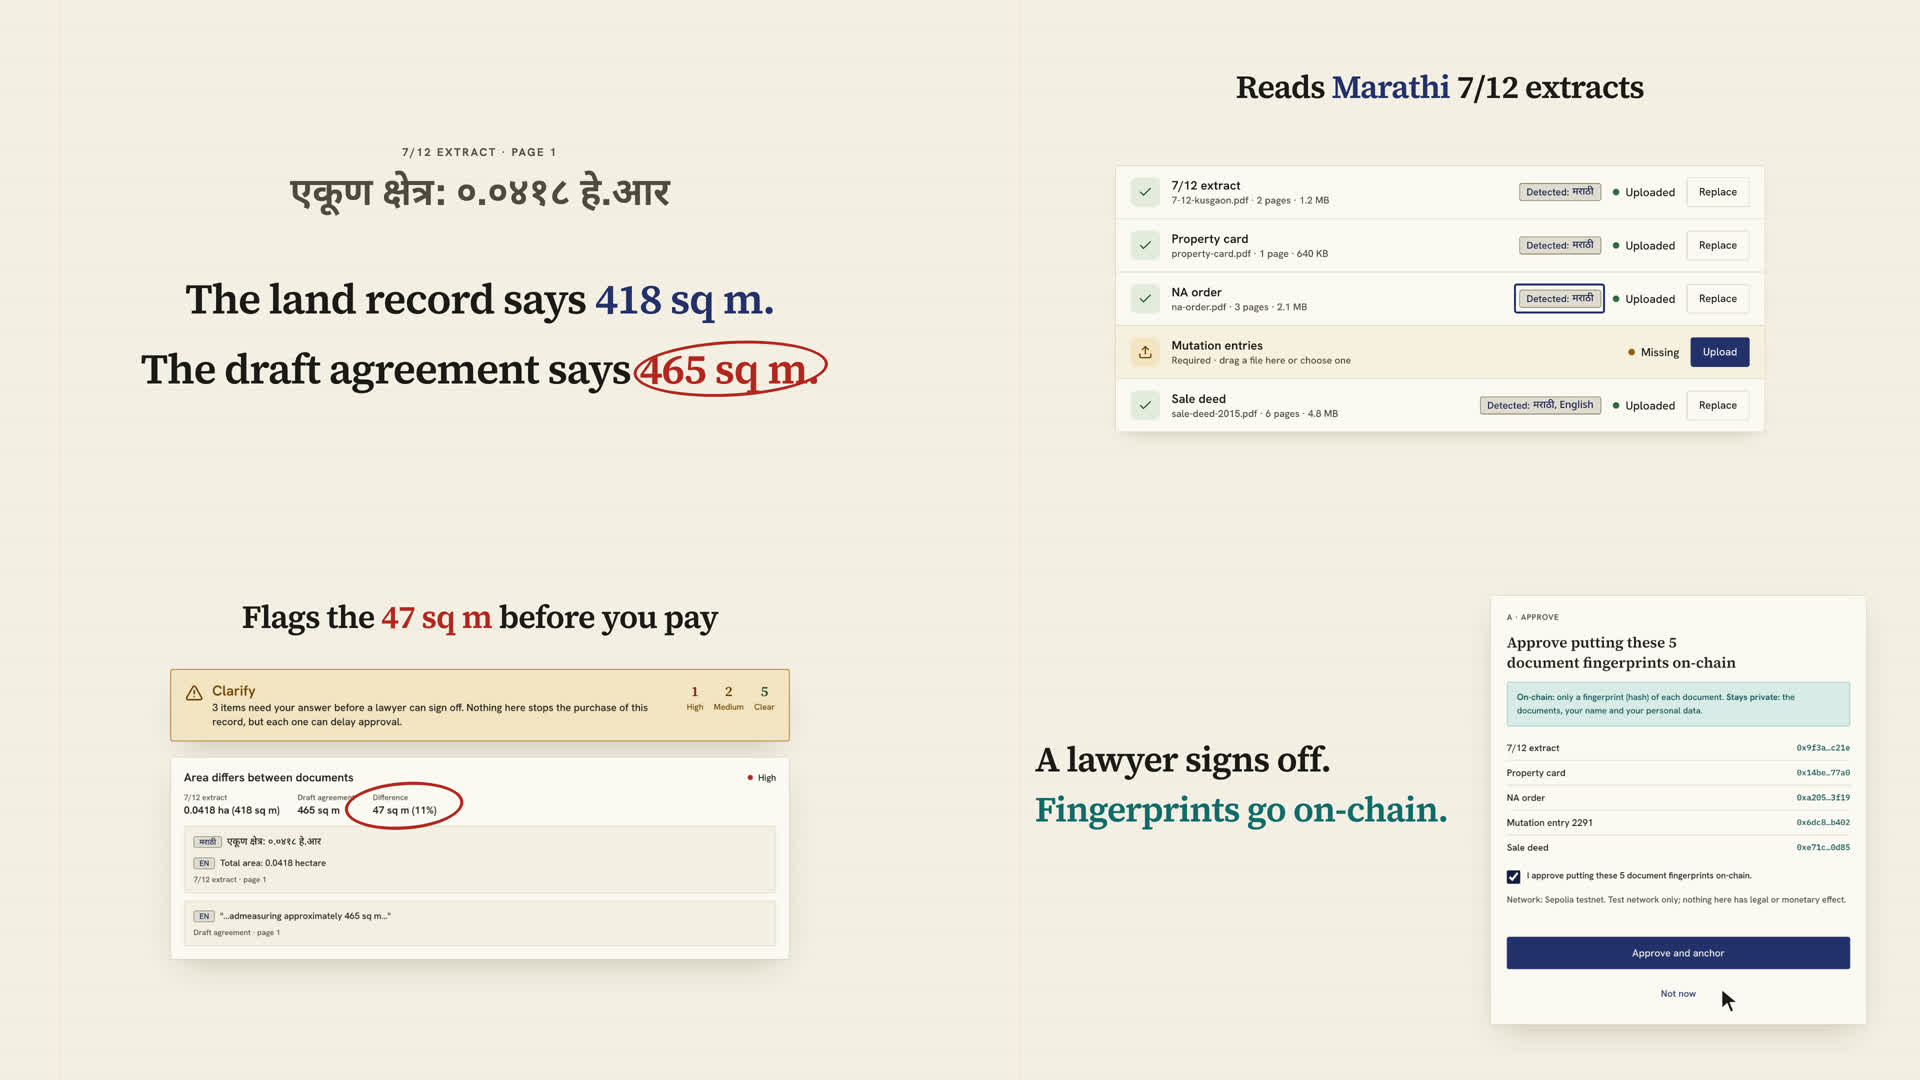 7/12 EXTRACT · PAGE 1
एकूण क्षेत्र: ०.०४१८ हे.आर
The land record says 418 sq m.
The draft agreement says 465 sq m.
Reads Marathi 7/12 extracts
7/12 extract
7-12-kusgaon.pdf · 2 pages · 1.2 MB
Detected: मराठी
Uploaded
Replace
Property card
property-card.pdf · 1 page · 640 KB
Detected: मराठी
Uploaded
Replace
NA order
na-order.pdf · 3 pages · 2.1 MB
Detected: मराठी
Uploaded
Replace
Mutation entries
Required · drag a file here or choose one
Missing
Upload
Sale deed
sale-deed-2015.pdf · 6 pages · 4.8 MB
Detected: मराठी, English
Uploaded
Replace
Flags the 47 sq m before you pay
Clarify
3 items need your answer before a lawyer can sign off. Nothing here stops the purchase of this
record, but each one can delay approval.
1 2 5
High Medium Clear
Area differs between documents
High
7/12 extract Draft agreement Difference
0.0418 ha (418 sq m) 465 sq m 47 sq m (11%)
मराठी एकूण क्षेत्र: ०.०४१८ हे.आर
EN Total area: 0.0418 hectare
7/12 extract · page 1
EN "…admeasuring approximately 465 sq m…"
Draft agreement · page 1
A lawyer signs off.
Fingerprints go on-chain.
A · APPROVE
Approve putting these 5
document fingerprints on-chain
On-chain: only a fingerprint (hash) of each document. Stays private: the
documents, your name and your personal data.
7/12 extract 0x9f3a…c21e
Property card 0x14be…77a0
NA order 0xa205…3f19
Mutation entry 2291 0x6dc8…b402
Sale deed 0xe71c…0d85
I approve putting these 5 document fingerprints on-chain.
Network: Sepolia testnet. Test network only; nothing here has legal or monetary effect.
Approve and anchor
Not now